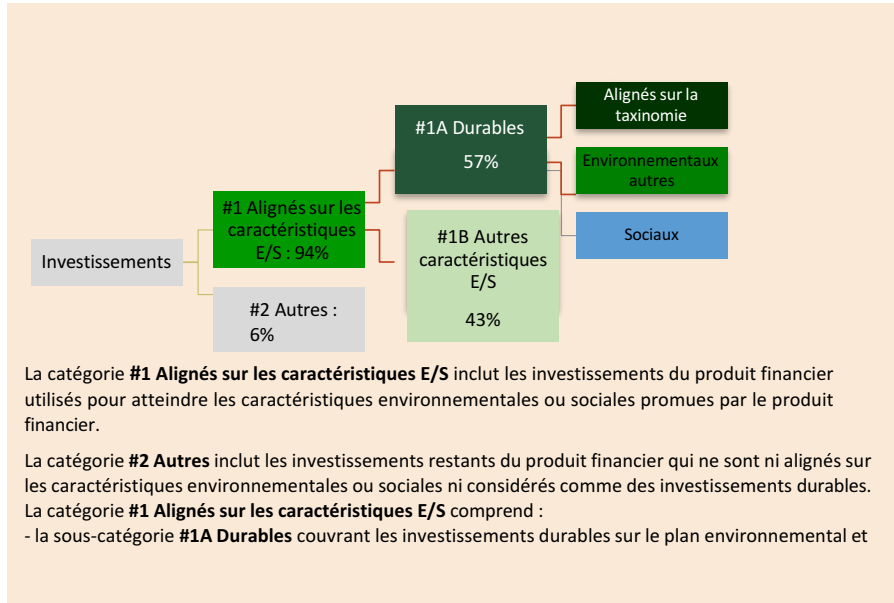 Alignés sur la
taxinomie
#1A Durables
57%
Environnementaux
autres
#1 Alignés sur les
caractéristiques
E/S : 94%
#1B Autres
caractéristiques
E/S
43%
Sociaux
Investissements
#2 Autres :
6%
La catégorie #1 Alignés sur les caractéristiques E/S inclut les investissements du produit financier
utilisés pour atteindre les caractéristiques environnementales ou sociales promues par le produit
financier.
La catégorie #2 Autres inclut les investissements restants du produit financier qui ne sont ni alignés sur
les caractéristiques environnementales ou sociales ni considérés comme des investissements durables.
La catégorie #1 Alignés sur les caractéristiques E/S comprend :
- la sous-catégorie #1A Durables couvrant les investissements durables sur le plan environnemental et